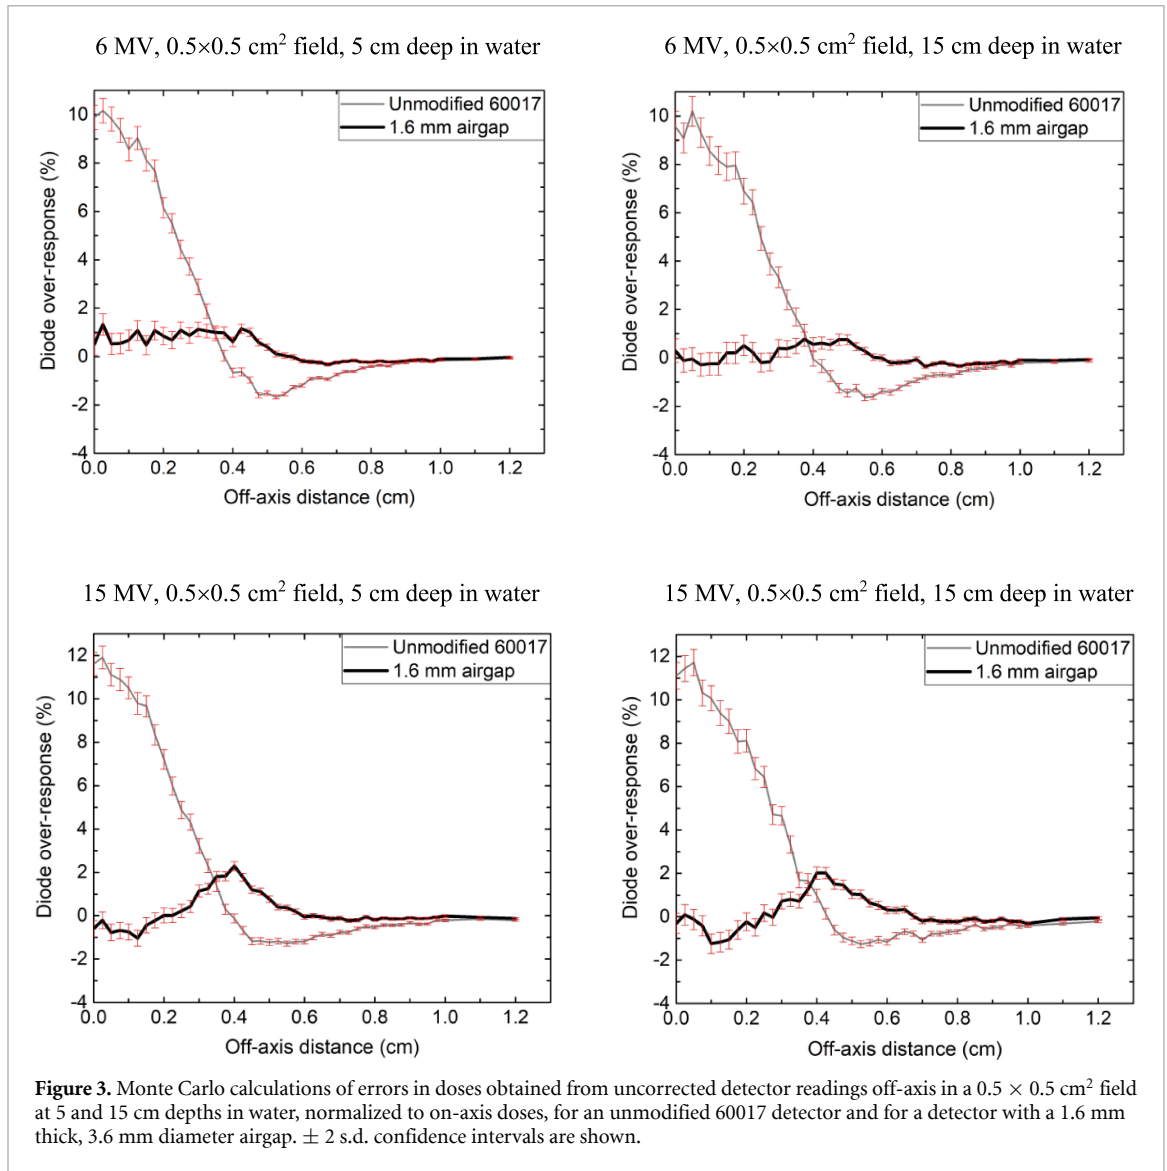 6 MV, 0.5×0.5 cm² field, 5 cm deep in water
Unmodified 60017
1.6 mm airgap
Diode over-response (%)
10
8
6
4
2
0
-2
-4
0.0 0.2 0.4 0.6 0.8 1.0 1.2
Off-axis distance (cm)
6 MV, 0.5×0.5 cm² field, 15 cm deep in water
Unmodified 60017
1.6 mm airgap
Diode over-response (%)
10
8
6
4
2
0
-2
-4
0.0 0.2 0.4 0.6 0.8 1.0 1.2
Off-axis distance (cm)
15 MV, 0.5×0.5 cm² field, 5 cm deep in water
Unmodified 60017
1.6 mm airgap
Diode over-response (%)
12
10
8
6
4
2
0
-2
-4
0.0 0.2 0.4 0.6 0.8 1.0 1.2
Off-axis distance (cm)
15 MV, 0.5×0.5 cm² field, 15 cm deep in water
Unmodified 60017
1.6 mm airgap
Diode over-response (%)
12
10
8
6
4
2
0
-2
-4
0.0 0.2 0.4 0.6 0.8 1.0 1.2
Off-axis distance (cm)
Figure 3. Monte Carlo calculations of errors in doses obtained from uncorrected detector readings off-axis in a 0.5 × 0.5 cm² field
at 5 and 15 cm depths in water, normalized to on-axis doses, for an unmodified 60017 detector and for a detector with a 1.6 mm
thick, 3.6 mm diameter airgap. ± 2 s.d. confidence intervals are shown.